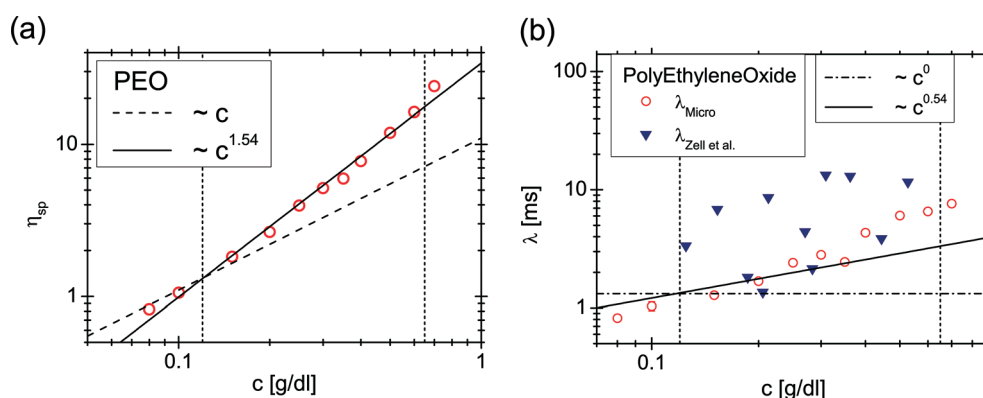 (a)
PEO
~ c
~ c^1.54
10
1
η_sp
0.1
1
c [g/dl]
(b)
PolyEthyleneOxide
λ_Micro
λ_Zell et al.
~ c^0
~ c^0.54
100
10
1
λ [ms]
0.1
c [g/dl]